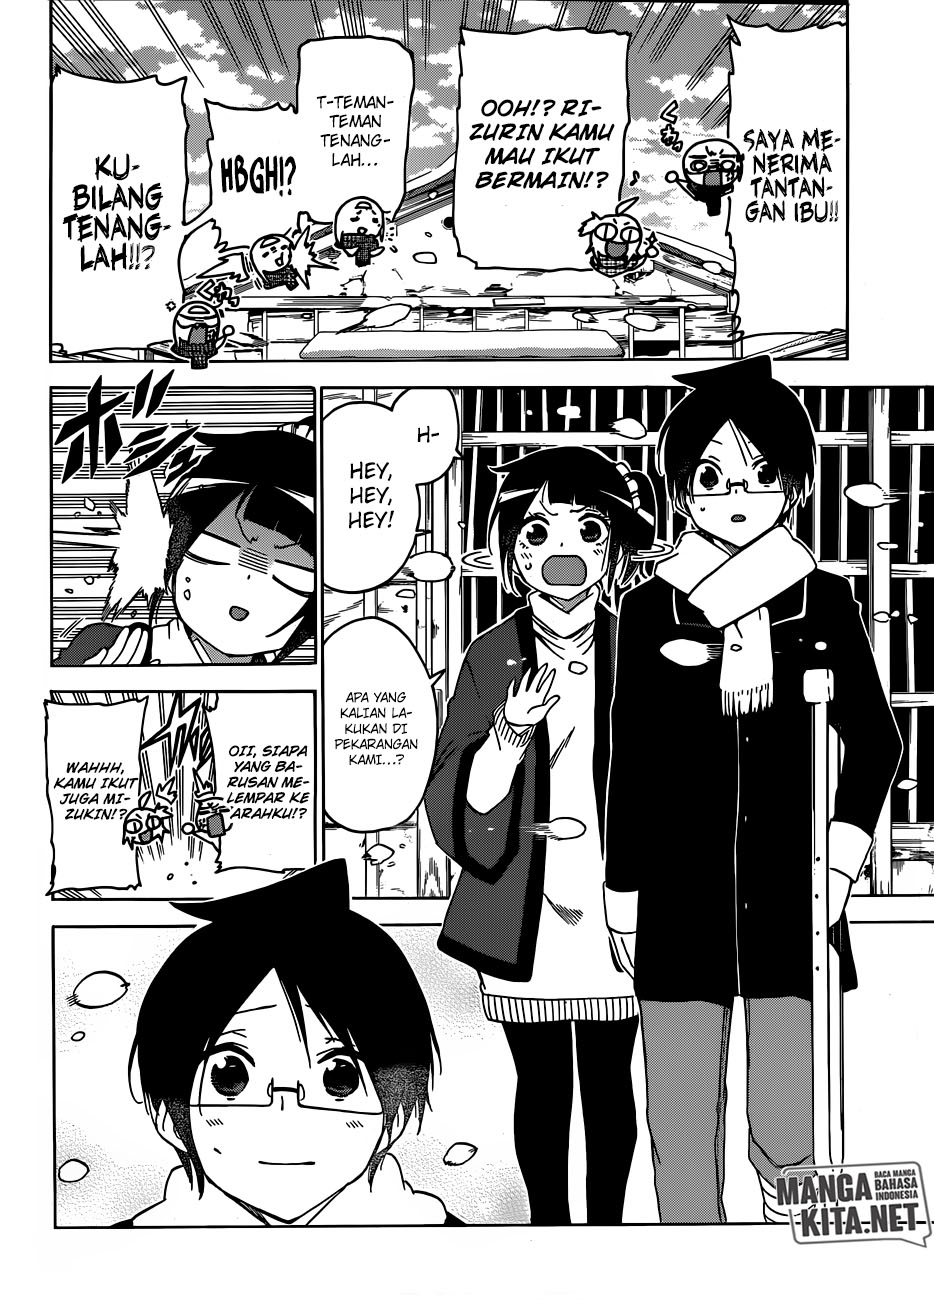 SAYA ME-
NERIMA
TANTAN-
GAN IBU!!
OOH!? RI-
ZURIN KAMU
MAU IKUT
BERMAIN!?
T-TEMAN-
TEMAN
TENANG-
LAH...
HBGH!?
KU-
BILANG
TENANG-
LAH!!!?
H-
HEY,
HEY,
HEY!
APA YANG
KALIAN LA-
KUKAN DI
PEKARANGAN
KAMI...?
OII, SIAPA
YANG BA-
RUSAN ME-
LEMPAR KE
ARAHKU!?
WAHHH,
KAMU IKUT
JUGA MI-
ZUKIN!?
MANGA
KITA.NET
BACA MANGA
BAHASA
INDONESIA